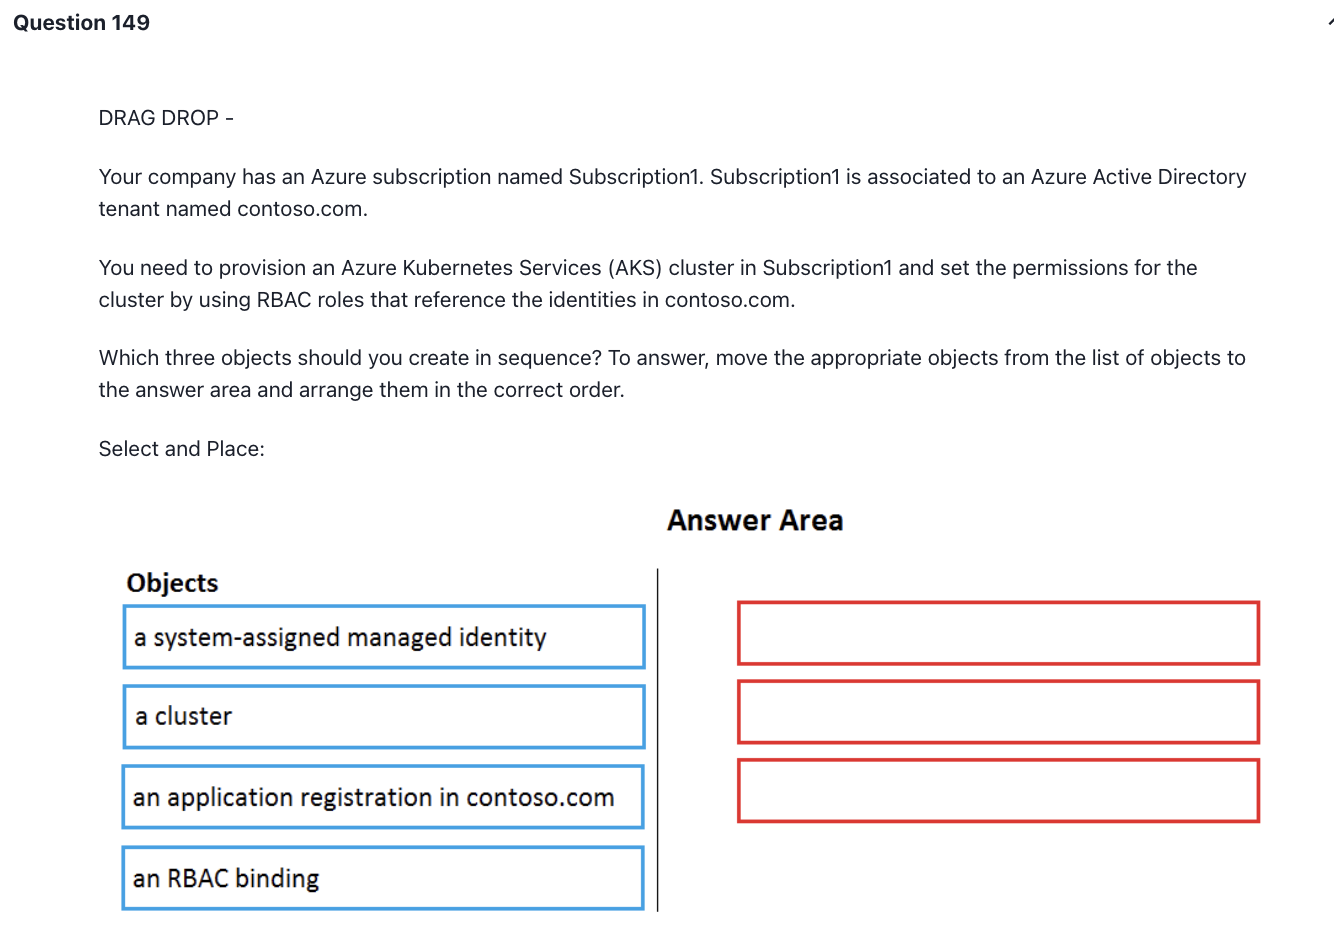 Question 149
DRAG DROP -
Your company has an Azure subscription named Subscription1. Subscription1 is associated to an Azure Active Directory
tenant named contoso.com.
You need to provision an Azure Kubernetes Services (AKS) cluster in Subscription1 and set the permissions for the
cluster by using RBAC roles that reference the identities in contoso.com.
Which three objects should you create in sequence? To answer, move the appropriate objects from the list of objects to
the answer area and arrange them in the correct order.
Select and Place:
Answer Area
Objects
a system-assigned managed identity
a cluster
an application registration in contoso.com
an RBAC binding